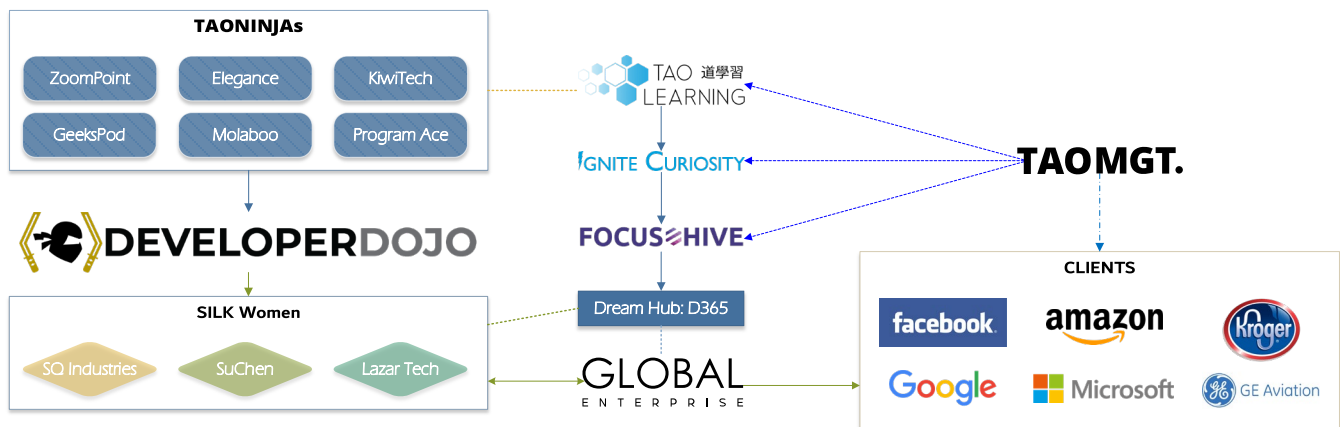 TAONINJAs
ZoomPoint
Elegance
KiwiTech
GeeksPod
Molaboo
Program Ace
DEVELOPERDOJO
SILK Women
SQ Industries
SuChen
Lazar Tech
TAO 道學習
LEARNING
IGNITE CURIOSITY
FOCUS HIVE
Dream Hub: D365
GLOBAL
ENTERPRISE
TAOMGT.
CLIENTS
facebook.
amazon
Kroger
Google
Microsoft
GE Aviation